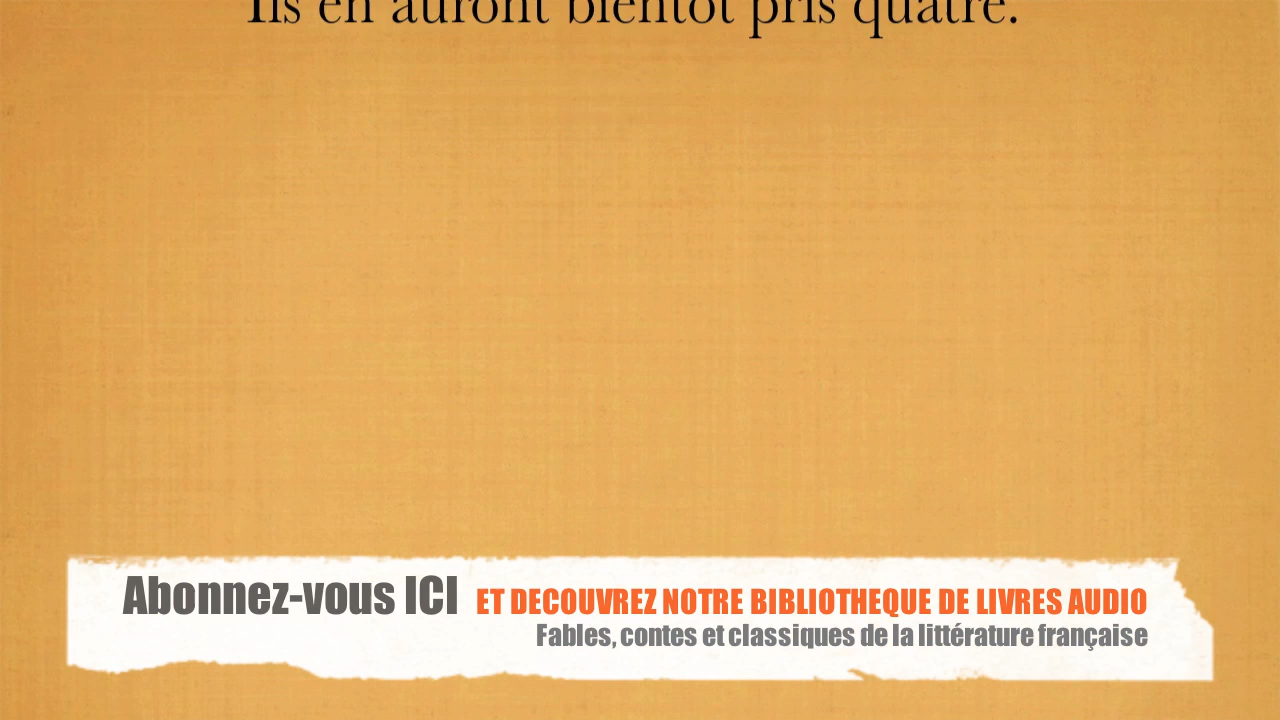 Ils en auront bientôt pris quatre.
Abonnez-vous ICI ET DECOUVREZ NOTRE BIBLIOTHEQUE DE LIVRES AUDIO
Fables, contes et classiques de la littérature française